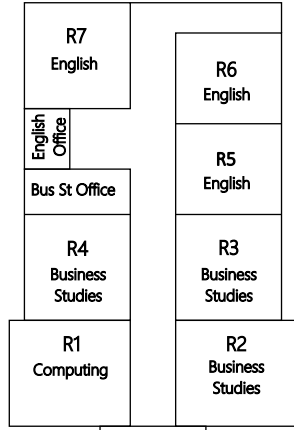 R7
English
R6
English
English
Office
R5
English
Bus St Office
R4
Business
Studies
R3
Business
Studies
R1
Computing
R2
Business
Studies